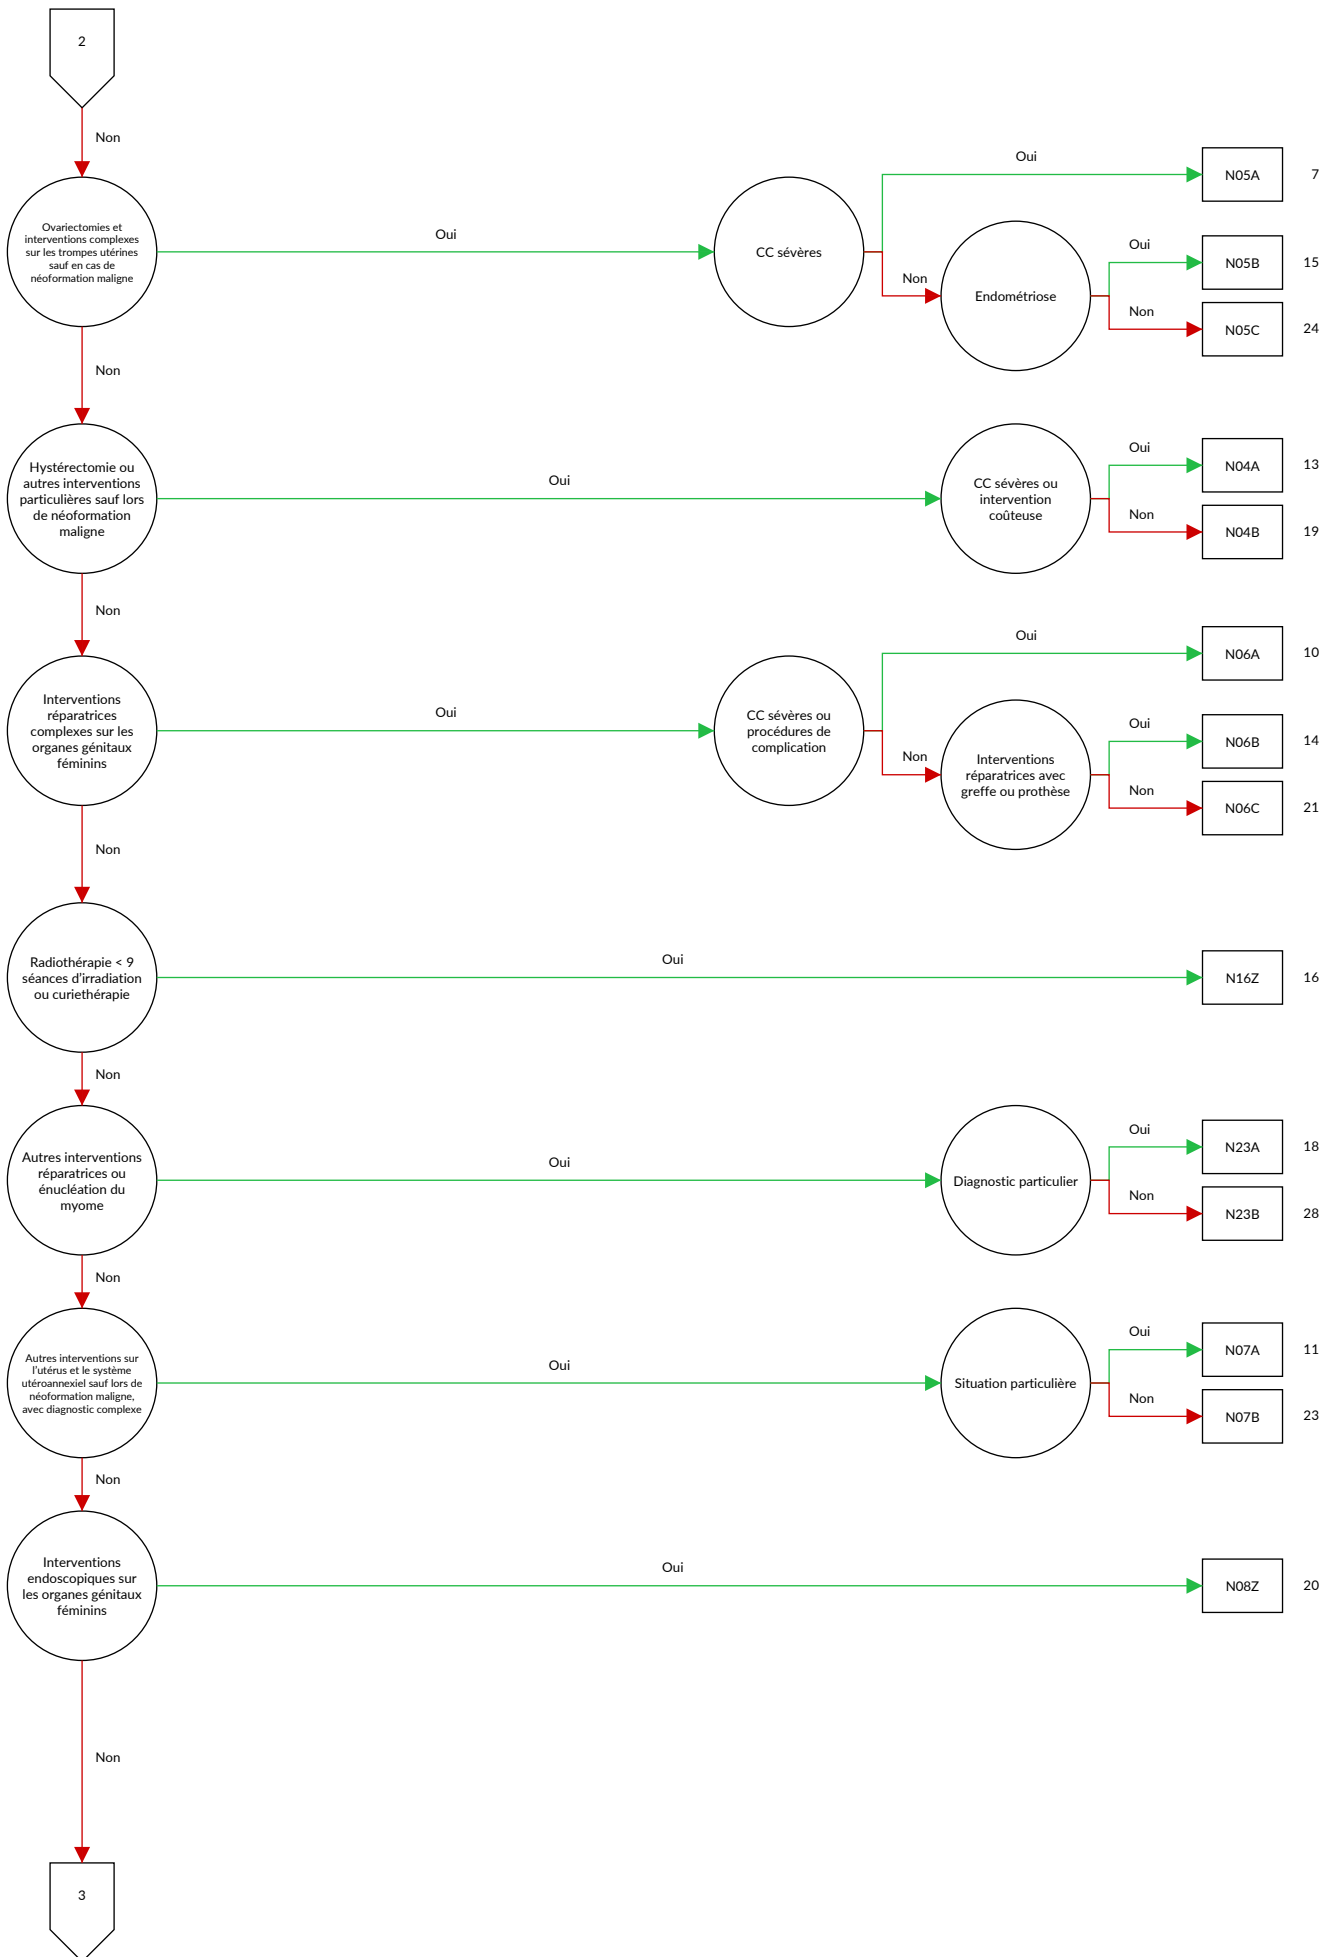 2
Non
Ovariectomies et
interventions complexes
sur les trompes utérines
sauf en cas de
néoformation maligne
Oui
CC sévères
Oui
N05A
7
Non
Endométriose
Oui
N05B
15
Non
N05C
24
Non
Hystérectomie ou
autres interventions
particulières sauf lors
de néoformation
maligne
Oui
CC sévères ou
intervention
coûteuse
Oui
N04A
13
Non
N04B
19
Non
Interventions
réparatrices
complexes sur les
organes génitaux
féminins
Oui
CC sévères ou
procédures de
complication
Oui
N06A
10
Non
Interventions
réparatrices avec
greffe ou prothèse
Oui
N06B
14
Non
N06C
21
Non
Radiothérapie < 9
séances d'irradiation
ou curiethérapie
Oui
N16Z
16
Non
Autres interventions
réparatrices ou
énucléation du
myome
Oui
Diagnostic particulier
Oui
N23A
18
Non
N23B
28
Non
Autres interventions sur
l'utérus et le système
utéroannexiel sauf lors de
néoformation maligne,
avec diagnostic complexe
Oui
Situation particulière
Oui
N07A
11
Non
N07B
23
Non
Interventions
endoscopiques sur
les organes génitaux
féminins
Oui
N08Z
20
Non
3